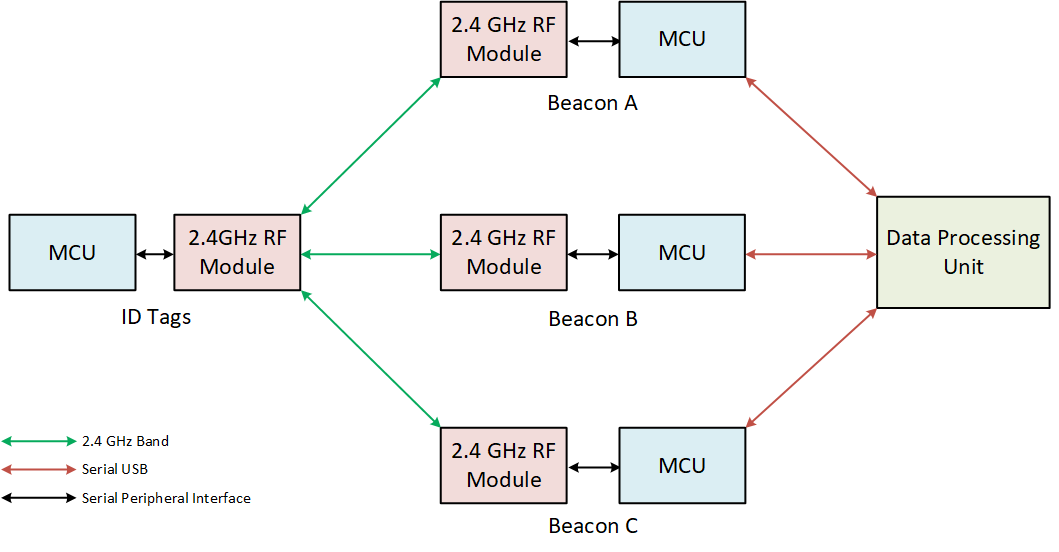 2.4 GHz RF
Module
MCU
Beacon A
MCU
2.4GHz RF
Module
ID Tags
2.4 GHz RF
Module
MCU
Beacon B
Data Processing
Unit
2.4 GHz RF
Module
MCU
Beacon C
2.4 GHz Band
Serial USB
Serial Peripheral Interface